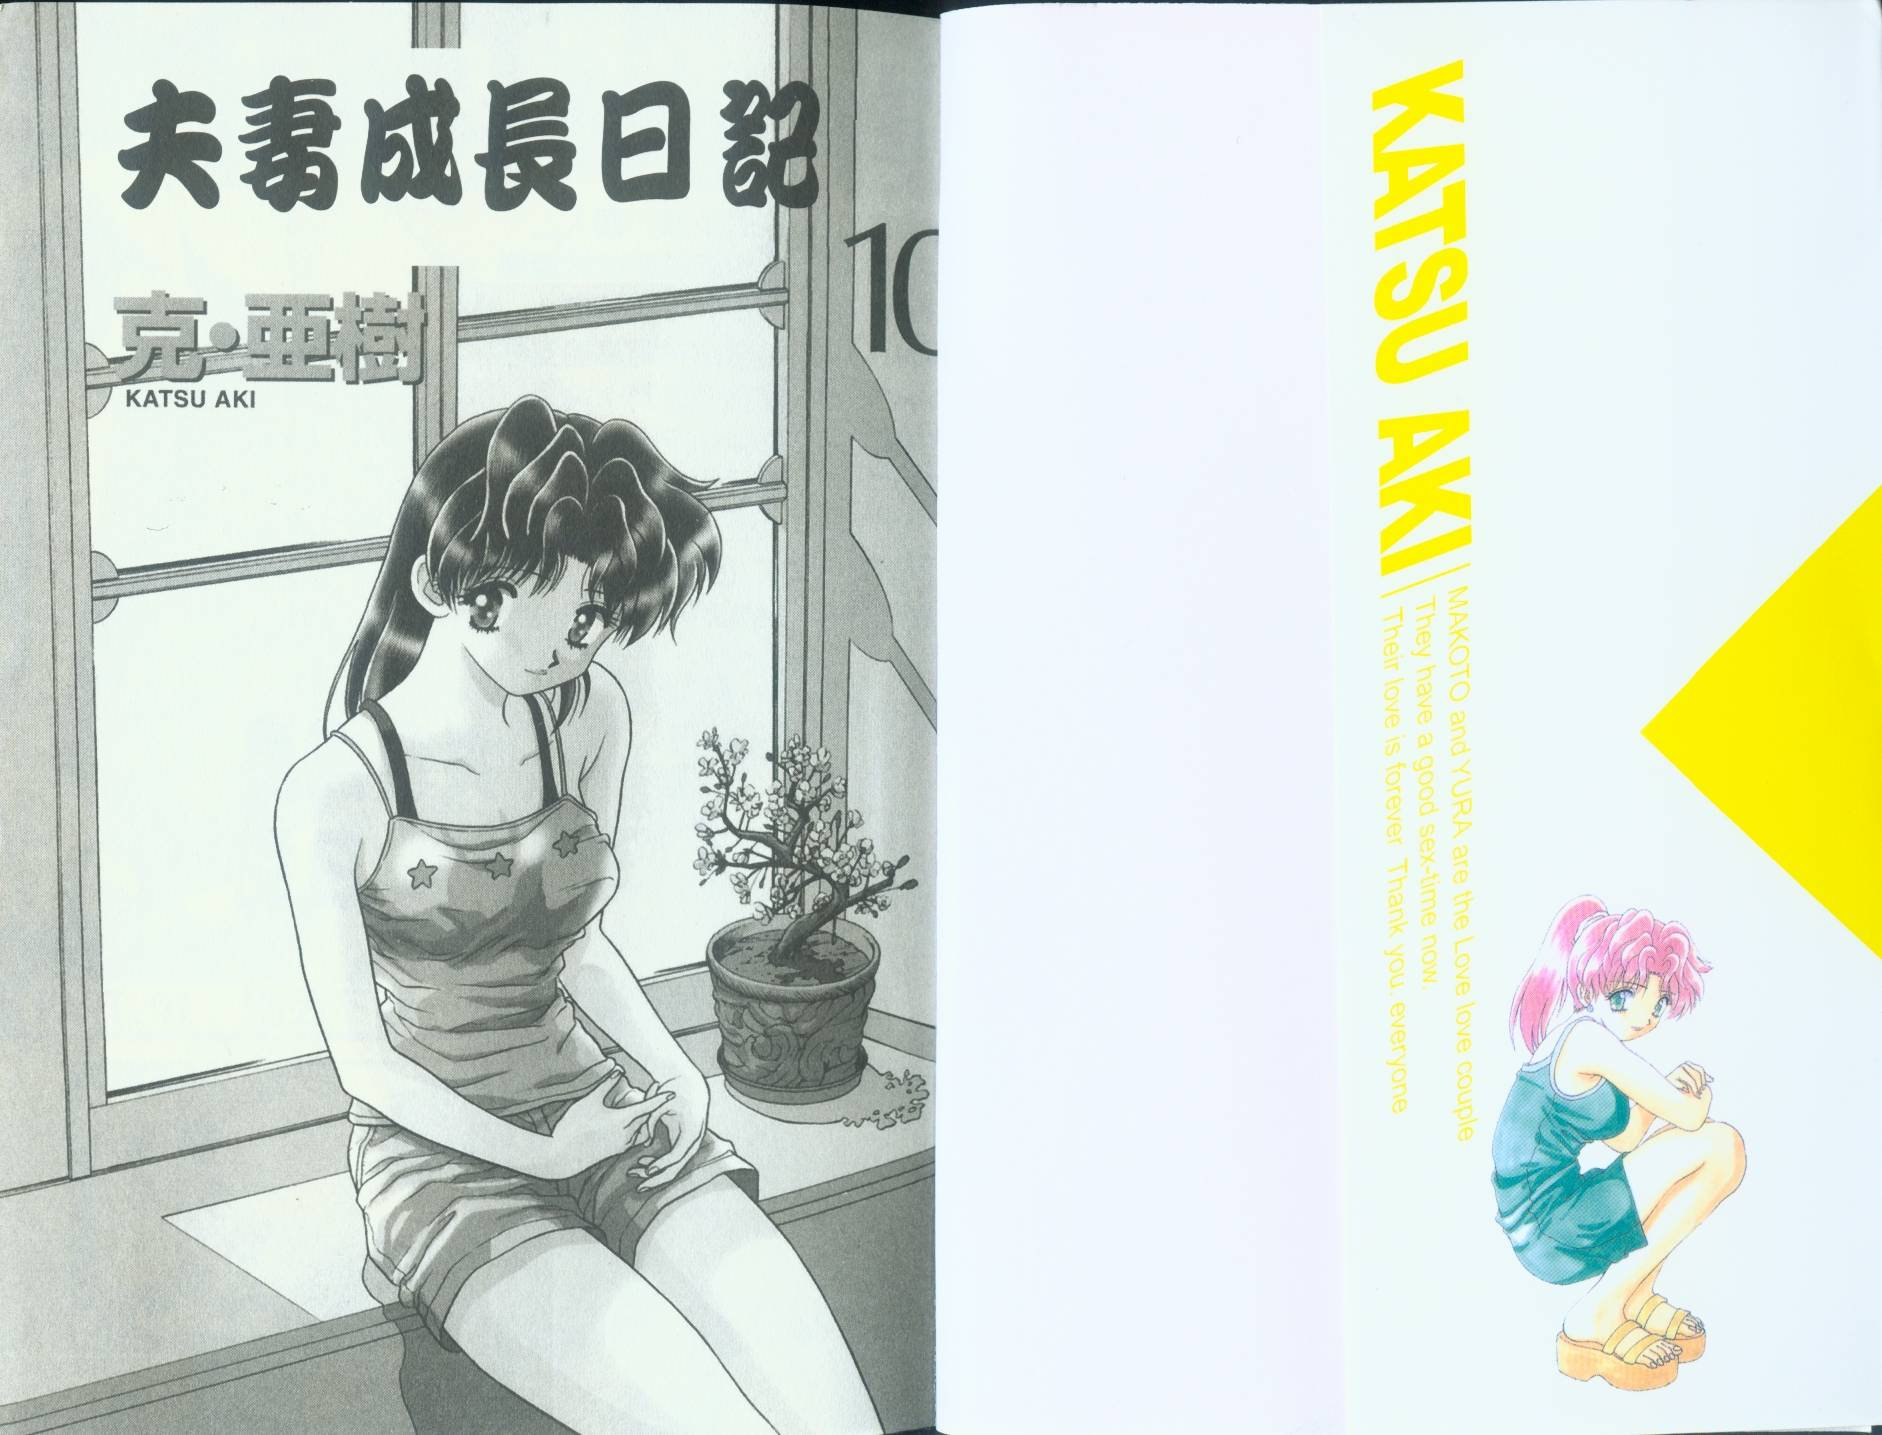 夫妻成長日記
10
克・亜樹
KATSU AKI
KATSU AKI
MAKOTO and YURA are the Love love couple
They have a good sex-time now.
Their love is forever Thank you. everyone